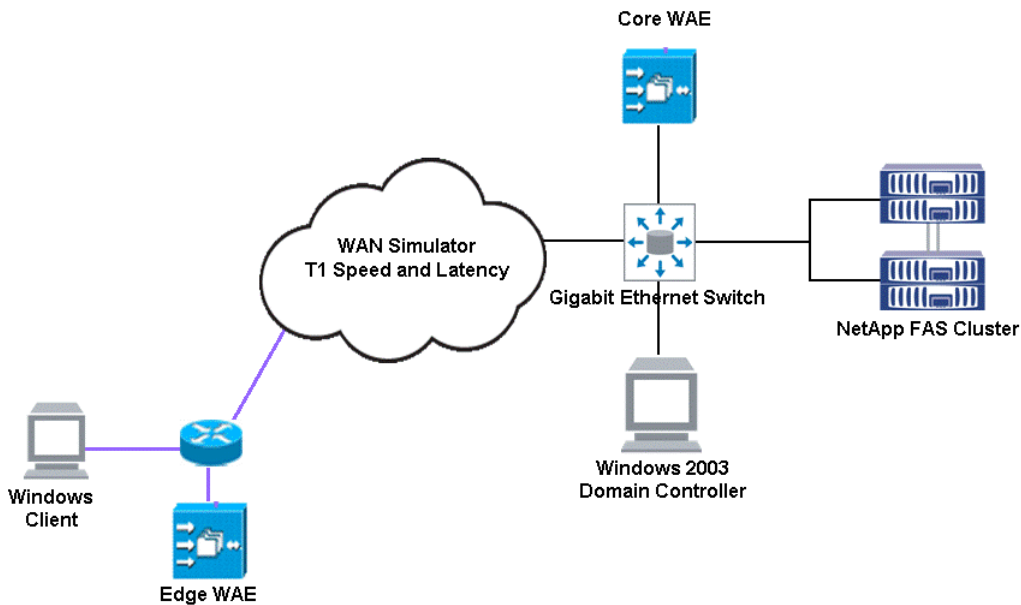 Core WAE
WAN Simulator
T1 Speed and Latency
Gigabit Ethernet Switch
NetApp FAS Cluster
Windows 2003
Domain Controller
Windows
Client
Edge WAE